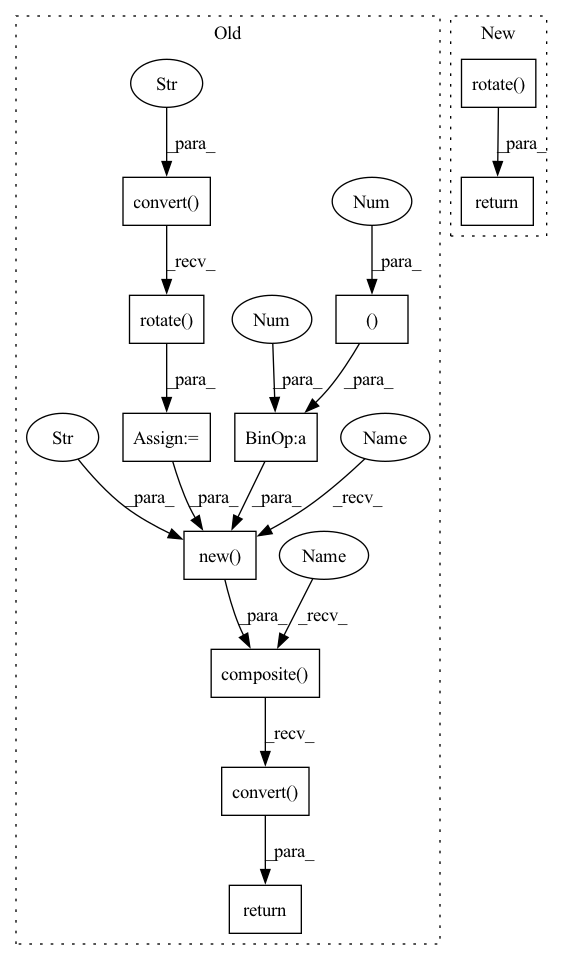 Old
New
Str
rotate()
_para_
_para_
convert()
Num
return
_recv_
_para_
rotate()
Num
()
_para_
_para_
_para_
Str
Assign:=
BinOp:a
Name
_para_
_para_
_para_
_recv_
new()
Name
_para_
_recv_
composite()
_recv_
convert()
_para_
return